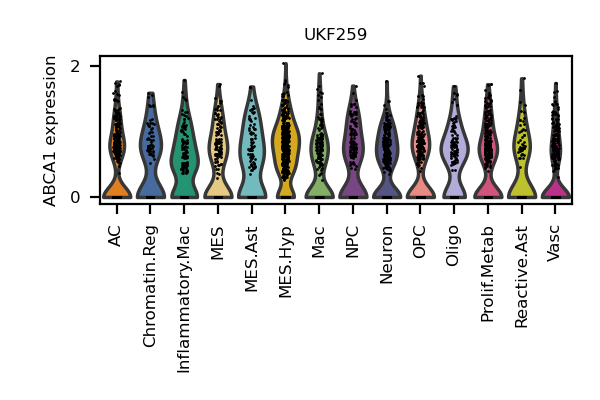 UKF259
ABCA1 expression
2
0
AC
Chromatin.Reg
Inflammatory.Mac
MES
MES.Ast
MES.Hyp
Mac
NPC
Neuron
OPC
Oligo
Prolif.Metab
Reactive.Ast
Vasc